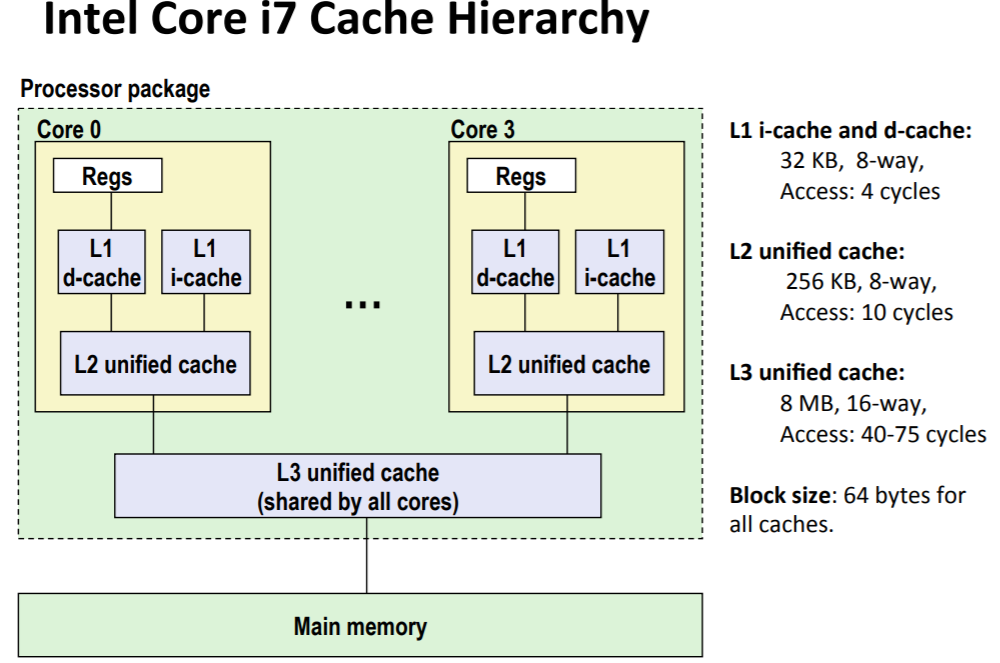 Intel Core i7 Cache Hierarchy
Processor package
Core 0
Regs
L1
d-cache
L1
i-cache
L2 unified cache
...
Core 3
Regs
L1
d-cache
L1
i-cache
L2 unified cache
L3 unified cache
(shared by all cores)
Main memory
L1 i-cache and d-cache:
32 KB, 8-way,
Access: 4 cycles
L2 unified cache:
256 KB, 8-way,
Access: 10 cycles
L3 unified cache:
8 MB, 16-way,
Access: 40-75 cycles
Block size: 64 bytes for
all caches.